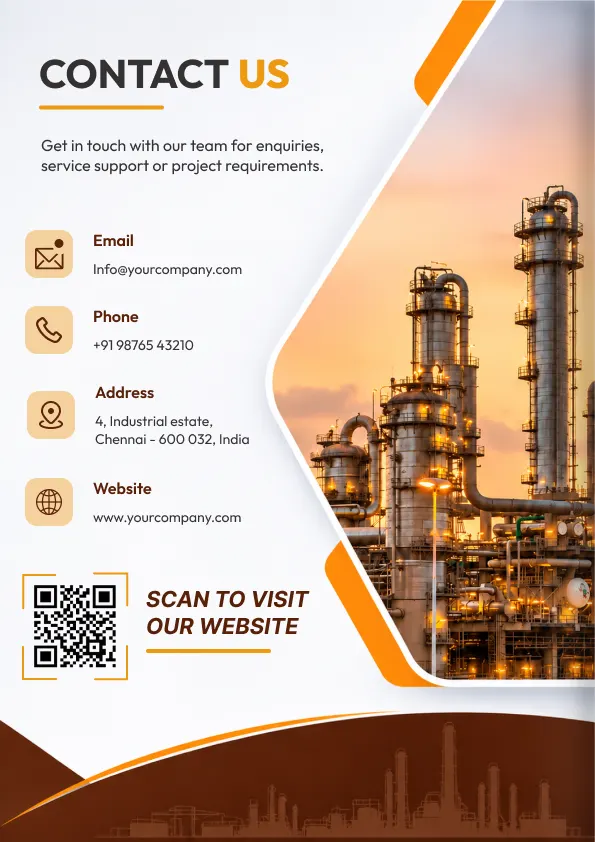 CONTACT US
Get in touch with our team for enquiries,
service support or project requirements.
Email
Info@yourcompany.com
Phone
+91 98765 43210
Address
4, Industrial estate,
Chennai - 600 032, India
Website
www.yourcompany.com
SCAN TO VISIT
OUR WEBSITE